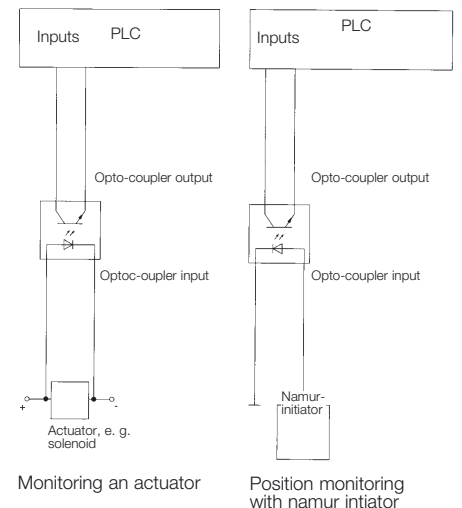 Inputs PLC
Opto-coupler output
Optoc-oupler input
+ -
Actuator, e. g.
solenoid
Monitoring an actuator
Inputs PLC
Opto-coupler output
Opto-coupler input
Namur-
initiator
Position monitoring
with namur intiator